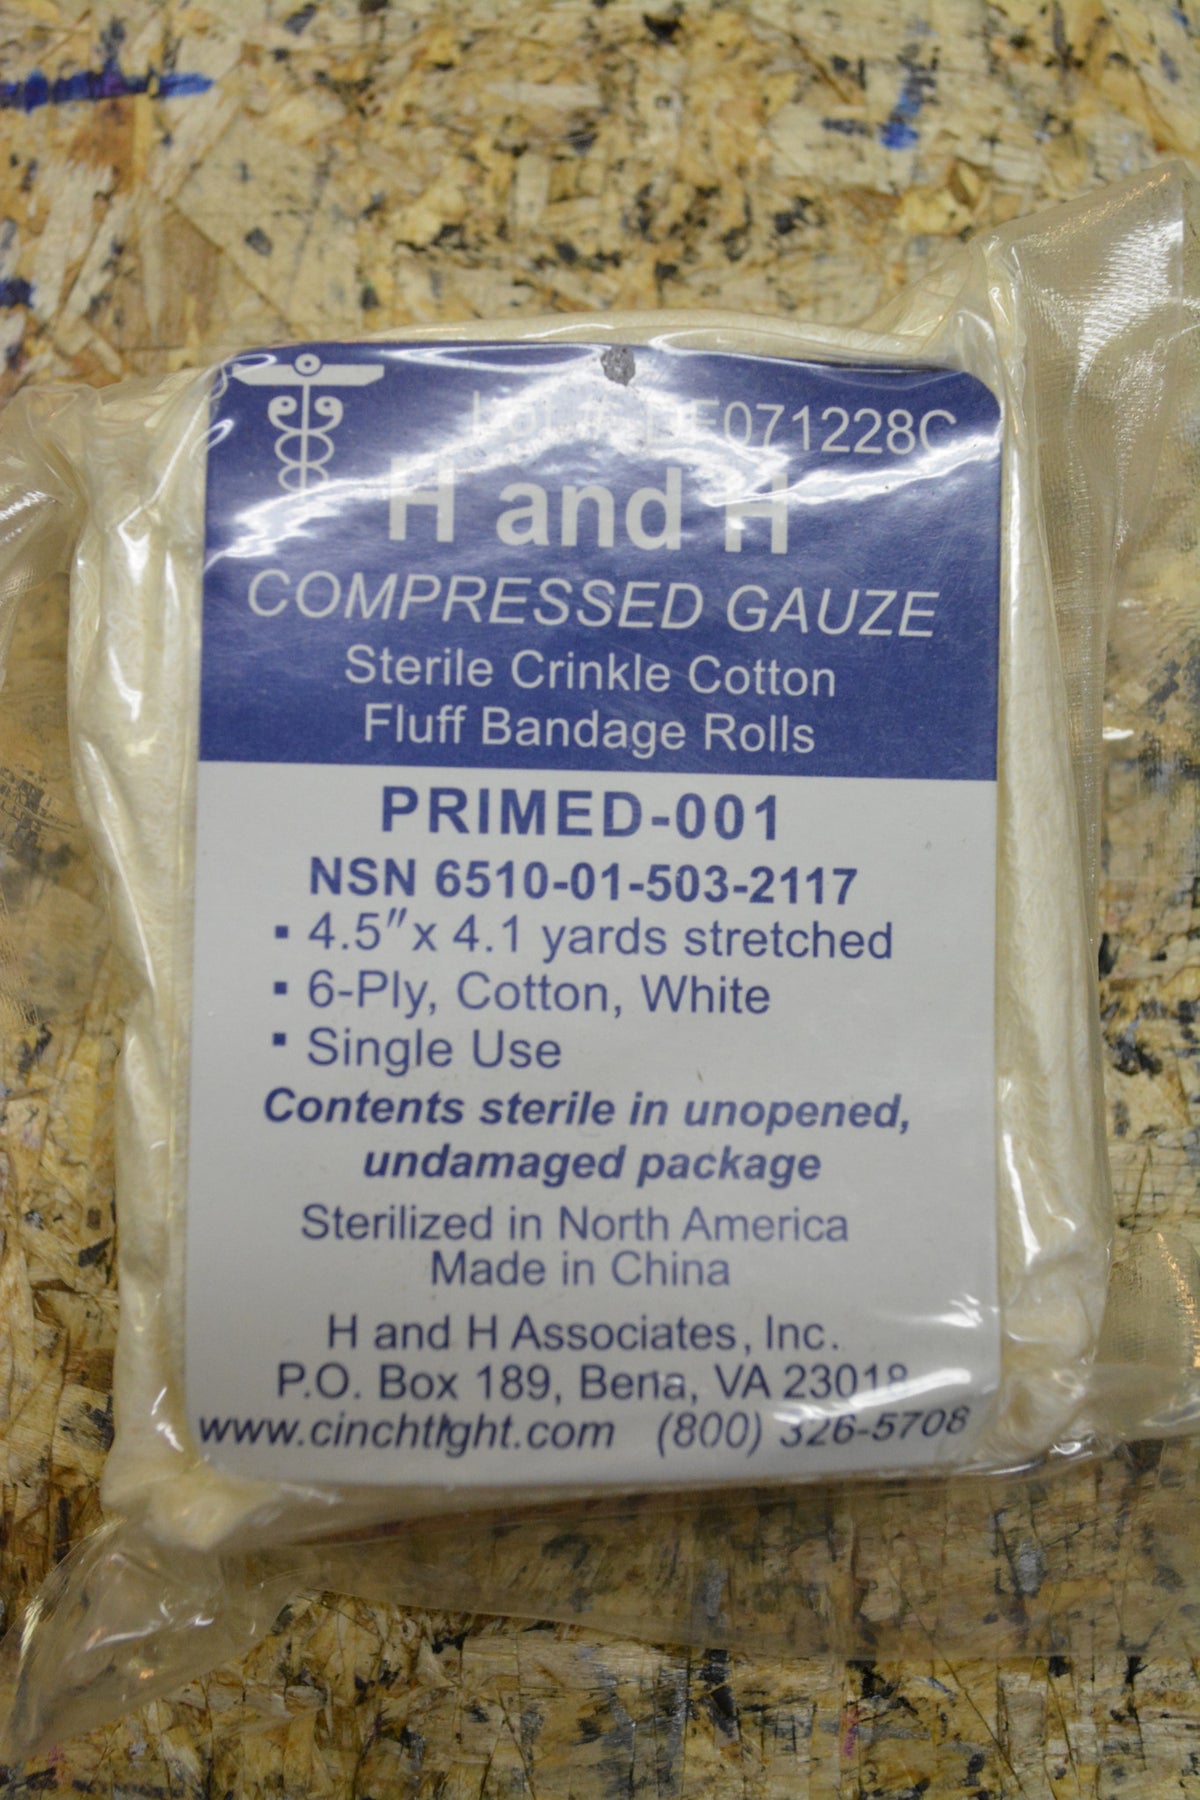 Lot #: DF071228C
H and H
COMPRESSED GAUZE
Sterile Crinkle Cotton
Fluff Bandage Rolls
PRIMED-001
NSN 6510-01-503-2117
▪ 4.5″x 4.1 yards stretched
▪ 6-Ply, Cotton, White
▪ Single Use
Contents sterile in unopened,
undamaged package
Sterilized in North America
Made in China
H and H Associates, Inc.
P.O. Box 189, Bena, VA 23018
www.cinchtight.com (800) 326-5708